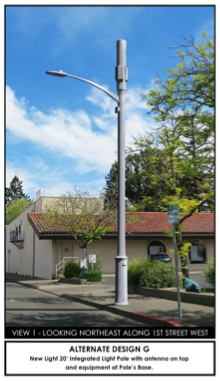 VIEW 1 - LOOKING NORTHEAST ALONG 1ST STREET WEST
ALTERNATE DESIGN G
New Light 20' Integrated Light Pole with antenna on top
and equipment at Pole's Base.